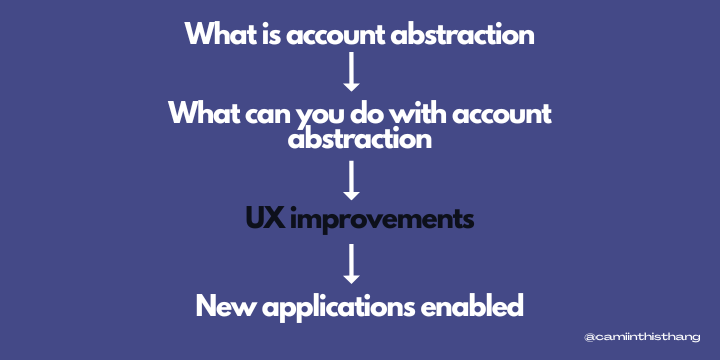 What is account abstraction
What can you do with account
abstraction
UX improvements
New applications enabled
@camiinthisthang